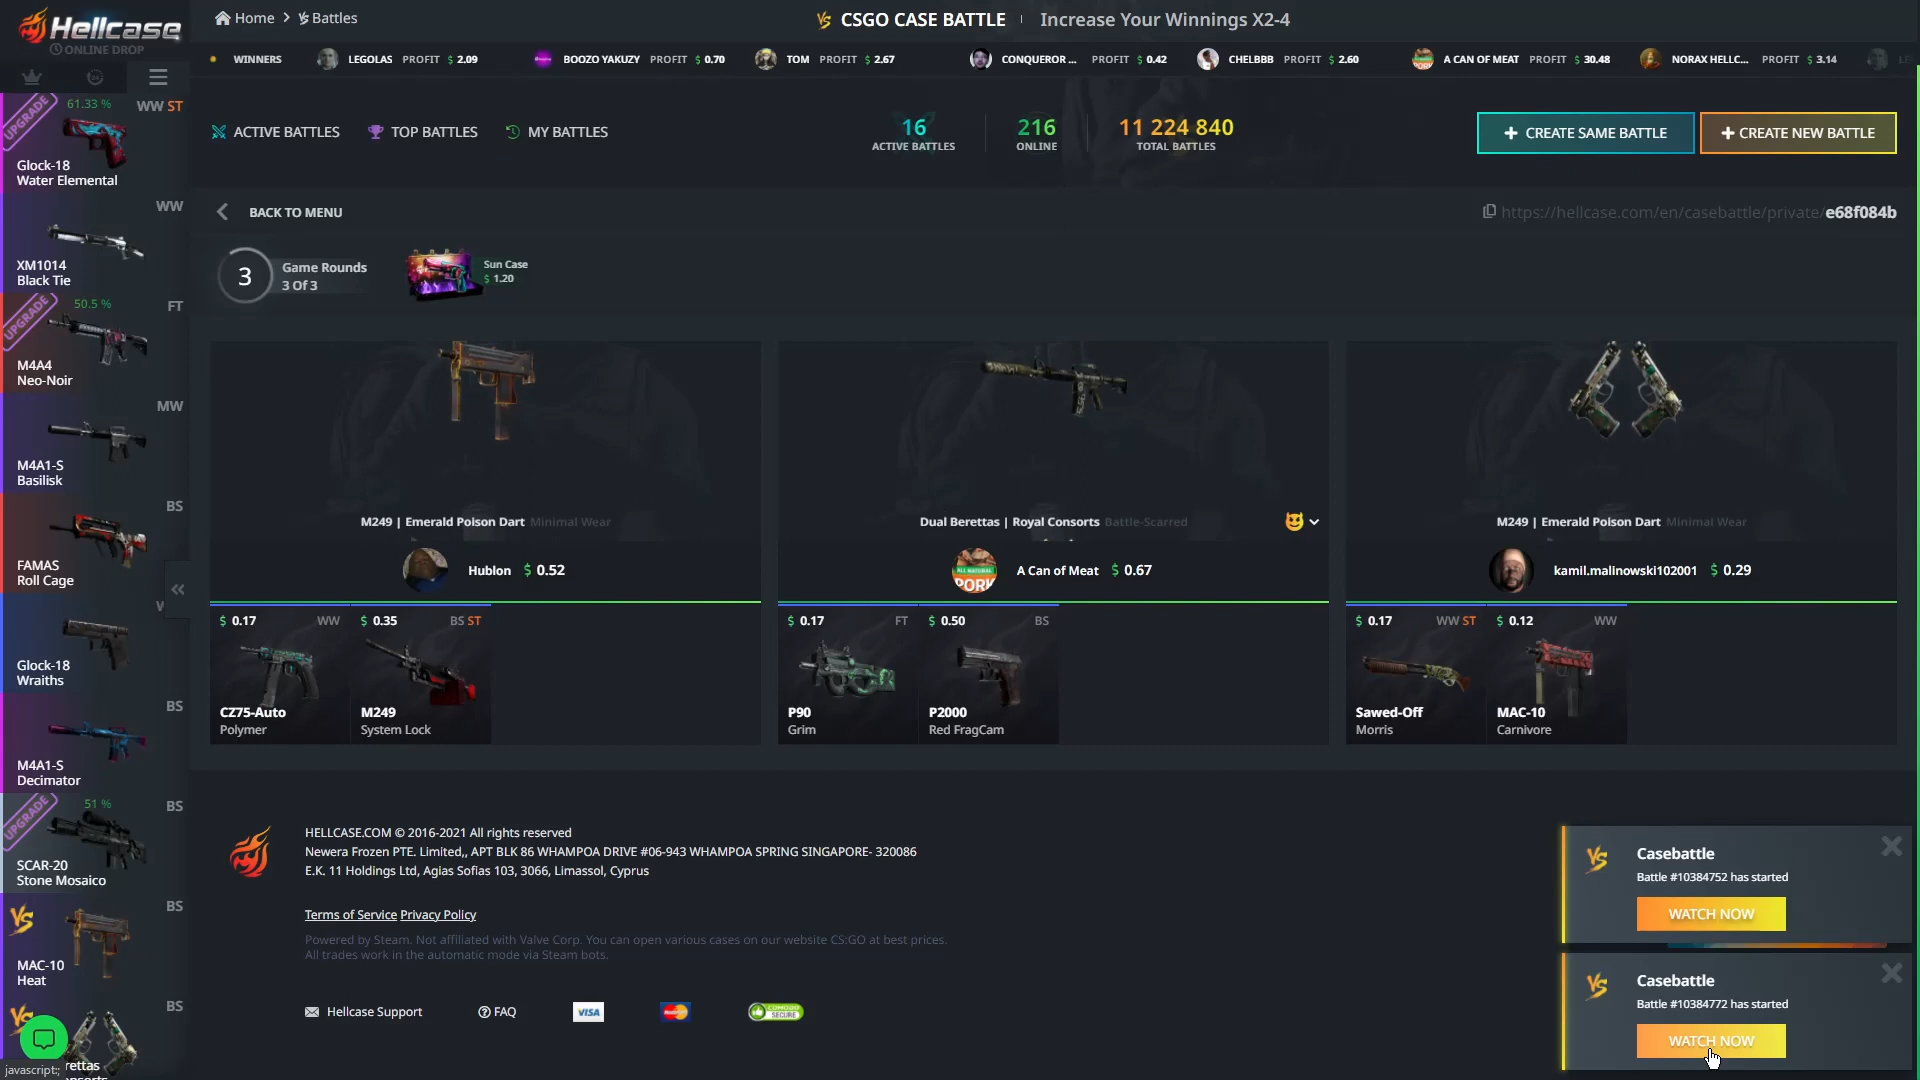 Hellcase
ONLINE DROP
Home > Battles
VS CSGO CASE BATTLE
Increase Your Winnings X2-4
WINNERS
LEGOLAS PROFIT $ 2.09
BOOZO YAKUZY PROFIT $ 0.70
TOM PROFIT $ 2.67
CONQUEROR ... PROFIT $ 0.42
CHELBBB PROFIT $ 2.60
A CAN OF MEAT PROFIT $ 30.48
NORAX HELLC... PROFIT $ 3.14
ACTIVE BATTLES
TOP BATTLES
MY BATTLES
16
ACTIVE BATTLES
216
ONLINE
11 224 840
TOTAL BATTLES
+ CREATE SAME BATTLE
+ CREATE NEW BATTLE
BACK TO MENU
https://hellcase.com/en/casebattle/private/e68f084b
3
Game Rounds
3 Of 3
Sun Case
$ 1.20
M249 | Emerald Poison Dart Minimal Wear
Hublon $ 0.52
$ 0.17 WW
CZ75-Auto
Polymer
$ 0.35 BS ST
M249
System Lock
Dual Berettas | Royal Consorts Battle-Scarred
ALL NATURAL
PORK
A Can of Meat $ 0.67
$ 0.17 FT
P90
Grim
$ 0.50 BS
P2000
Red FragCam
M249 | Emerald Poison Dart Minimal Wear
kamil.malinowski102001 $ 0.29
$ 0.17 WW ST
Sawed-Off
Morris
$ 0.12 WW
MAC-10
Carnivore
UPGRADE
61.33 %
WW ST
Glock-18
Water Elemental
WW
XM1014
Black Tie
UPGRADE
50.5 %
FT
M4A4
Neo-Noir
MW
M4A1-S
Basilisk
BS
FAMAS
Roll Cage
W
Glock-18
Wraiths
BS
M4A1-S
Decimator
UPGRADE
51 %
BS
SCAR-20
Stone Mosaico
BS
VS
MAC-10
Heat
BS
VS
rettas
javascript:;
HELLCASE.COM © 2016-2021 All rights reserved
Newera Frozen PTE. Limited,, APT BLK 86 WHAMPOA DRIVE #06-943 WHAMPOA SPRING SINGAPORE- 320086
E.K. 11 Holdings Ltd, Agias Sofias 103, 3066, Limassol, Cyprus
Terms of Service Privacy Policy
Powered by Steam. Not affiliated with Valve Corp. You can open various cases on our website CS:GO at best prices.
All trades work in the automatic mode via Steam bots.
Hellcase Support
FAQ
VISA
MasterCard
COMODO
SECURE
VS
Casebattle
Battle #10384752 has started
WATCH NOW
VS
Casebattle
Battle #10384772 has started
WATCH NOW